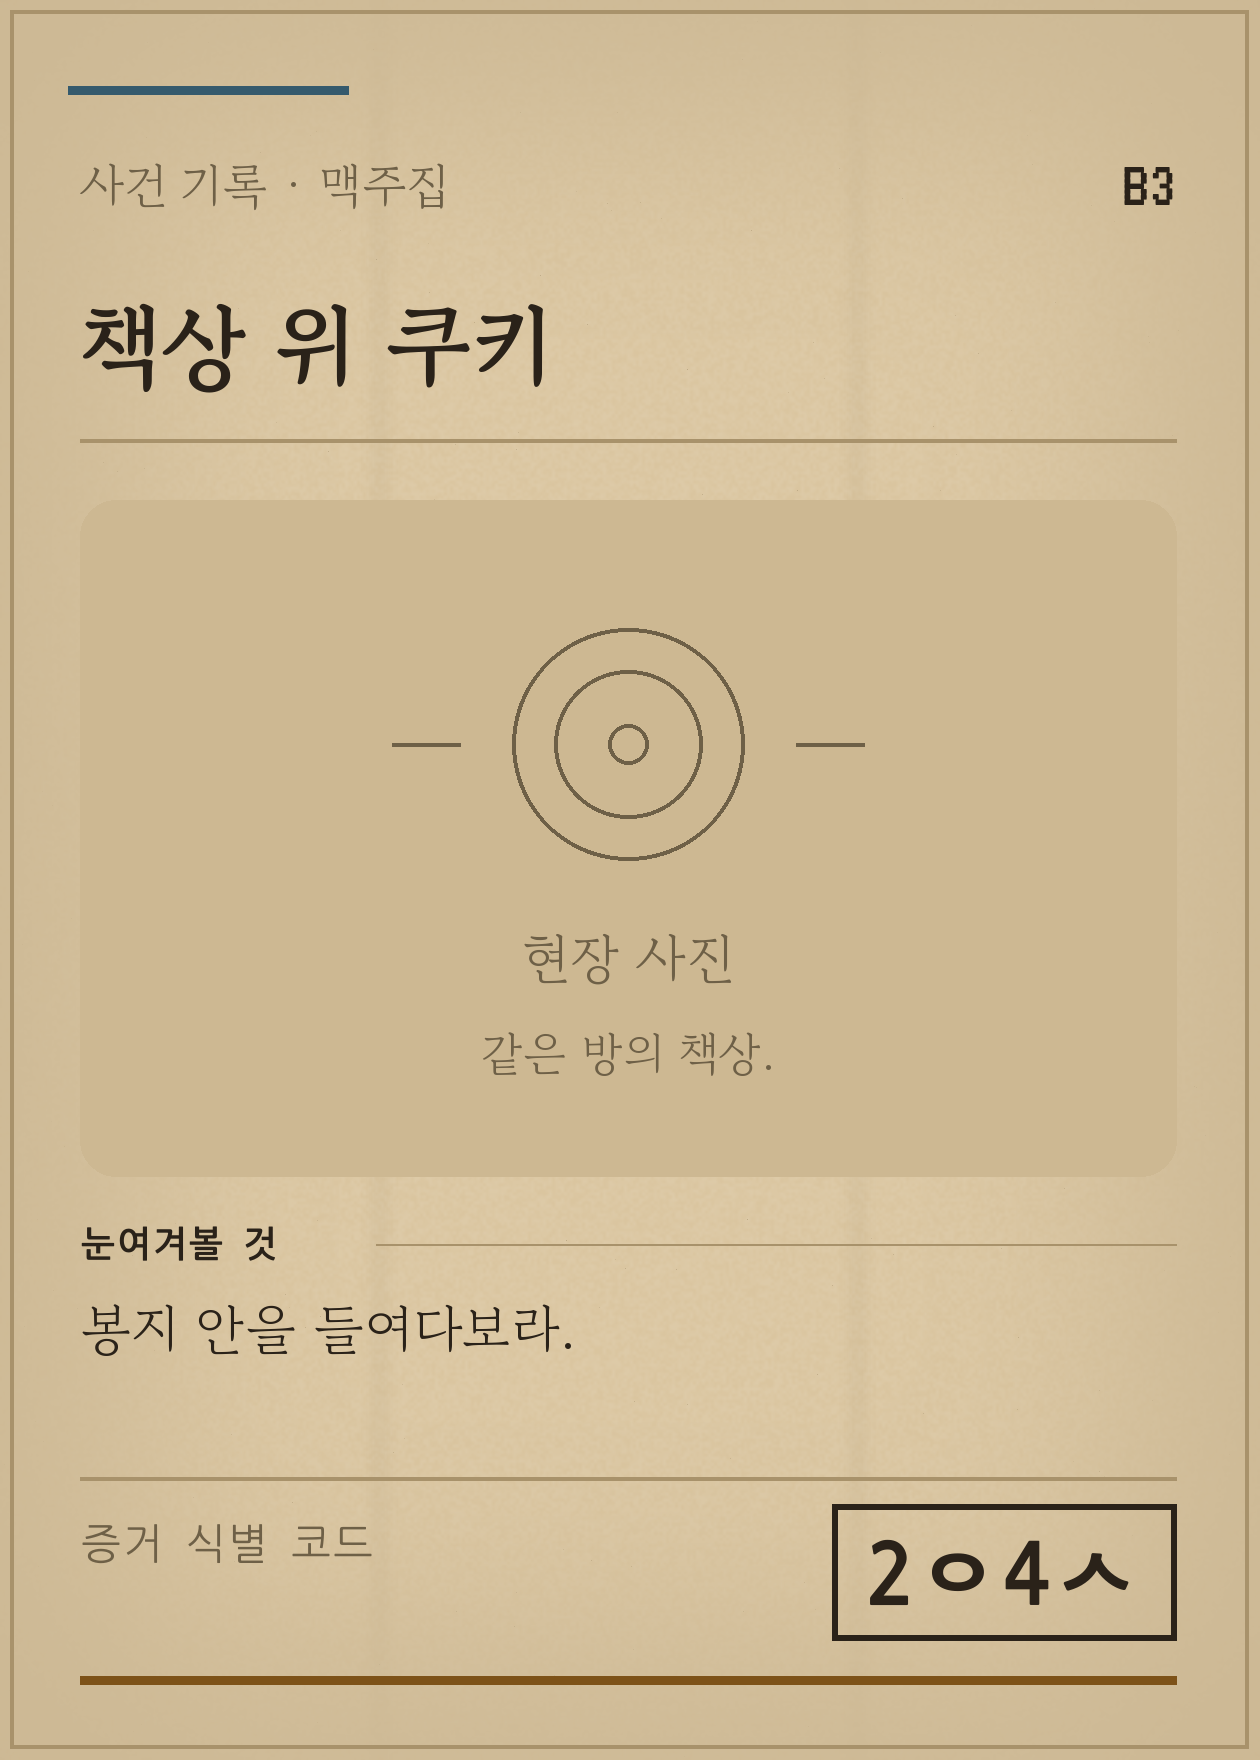 사건 기록 · 맥주집
B3
책상 위 쿠키
현장 사진
같은 방의 책상.
눈여겨볼 것
봉지 안을 들여다보라.
증거 식별 코드
2ㅇ4ㅅ